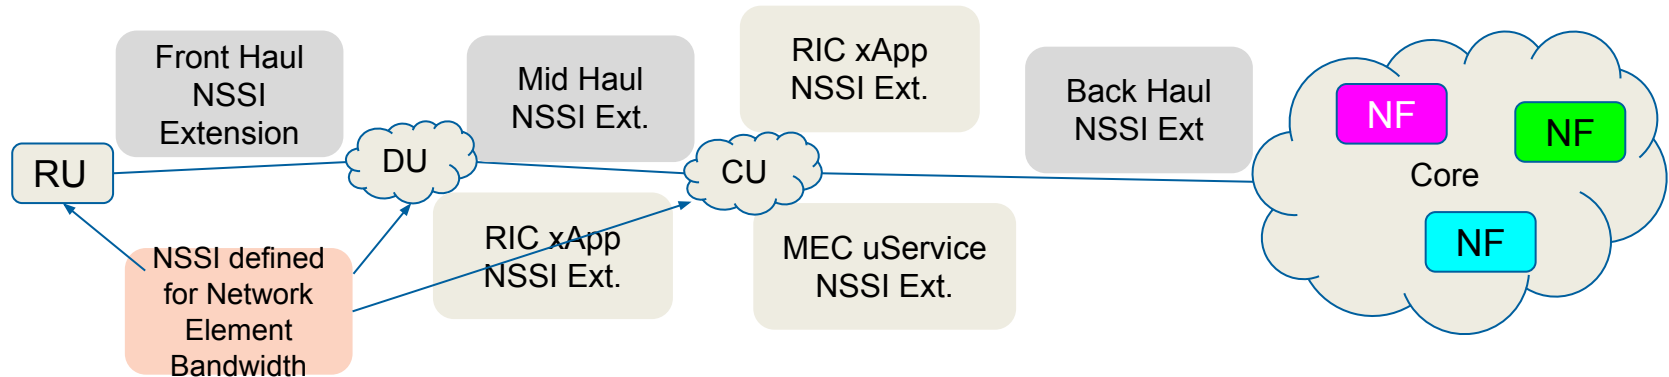 Front Haul
NSSI
Extension
Mid Haul
NSSI Ext.
RIC xApp
NSSI Ext.
Back Haul
NSSI Ext
NF
NF
Core
NF
RU
DU
CU
NSSI defined
for Network
Element
Bandwidth
RIC xApp
NSSI Ext.
MEC uService
NSSI Ext.